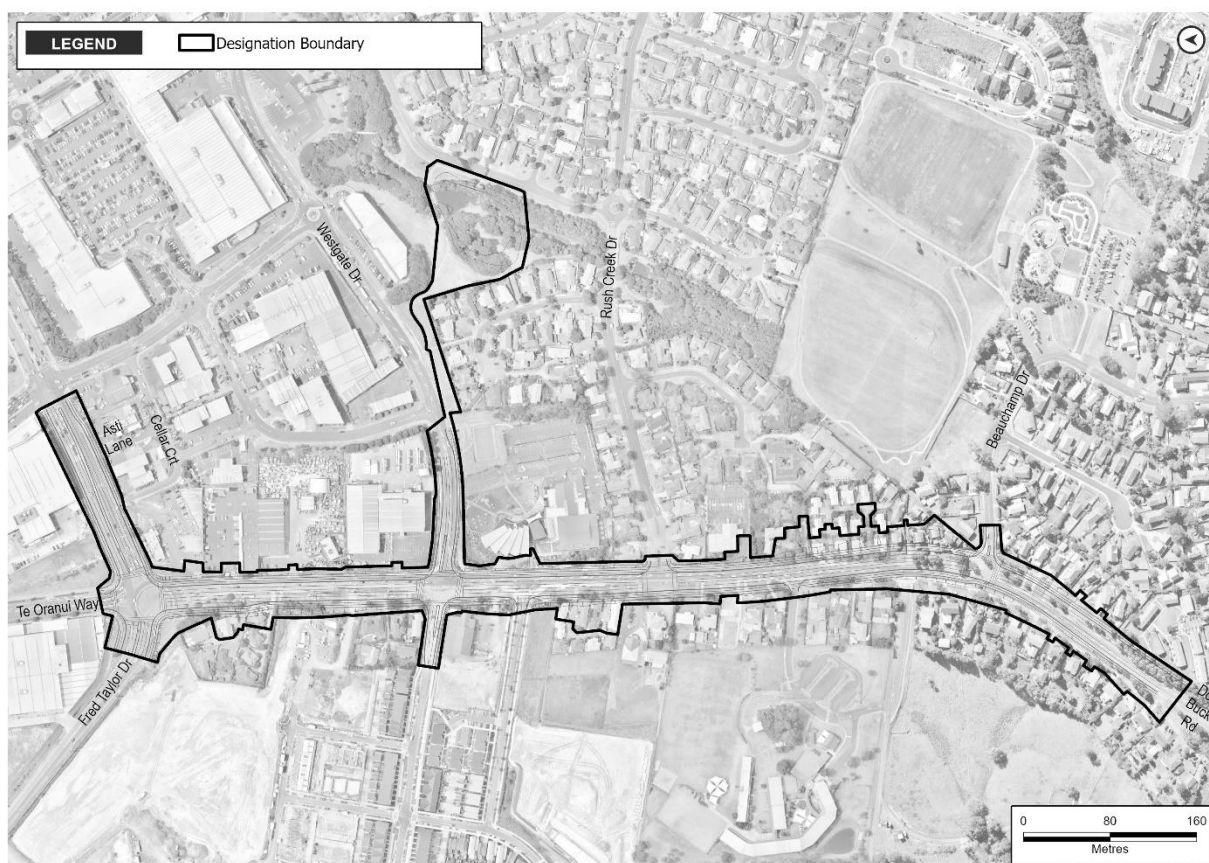 LEGEND
Designation Boundary
Westgate Dr
Rush Creek Dr
Beauchamp Dr
Asti
Lane
Cellar Crt
Te Oranui Way
Fred Taylor Dr
Buck
Rd
0 80 160
Metres